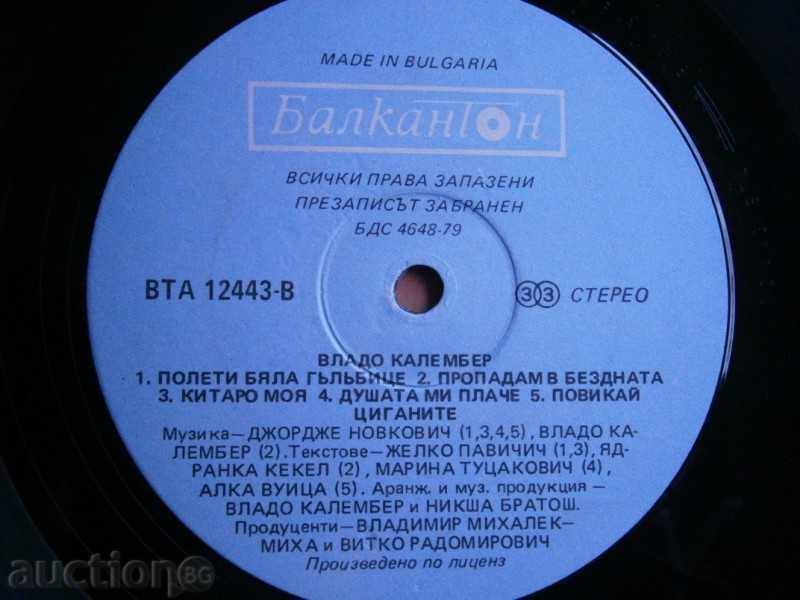 MADE IN BULGARIA
Балкантон
ВСИЧКИ ПРАВА ЗАПАЗЕНИ
ПРЕЗАПИСЪТ ЗАБРАНЕН
БДС 4648-79
ВТА 12443-В
33 СТЕРЕО
ВЛАДО КАЛЕМБЕР
1. ПОЛЕТИ БЯЛА ГЪЛЬБИЦЕ 2. ПРОПАДАМ В БЕЗДНАТА
3. КИТАРО МОЯ 4. ДУШАТА МИ ПЛАЧЕ 5. ПОВИКАЙ
ЦИГАНИТЕ
Музика—ДЖОРДЖЕ НОВКОВИЧ (1,3,4,5), ВЛАДО КА-
ЛЕМБЕР (2).Текстове—ЖЕЛКО ПАВИЧИЧ (1,3), ЯД-
РАНКА КЕКЕЛ (2), МАРИНА ТУЦАКОВИЧ (4),
АЛКА ВУИЦА (5). Аранж. и муз. продукция —
ВЛАДО КАЛЕМБЕР и НИКША БРАТОШ.
Продуценти—ВЛАДИМИР МИХАЛЕК—
МИХА и ВИТКО РАДОМИРОВИЧ
Произведено по лиценз
auction BG